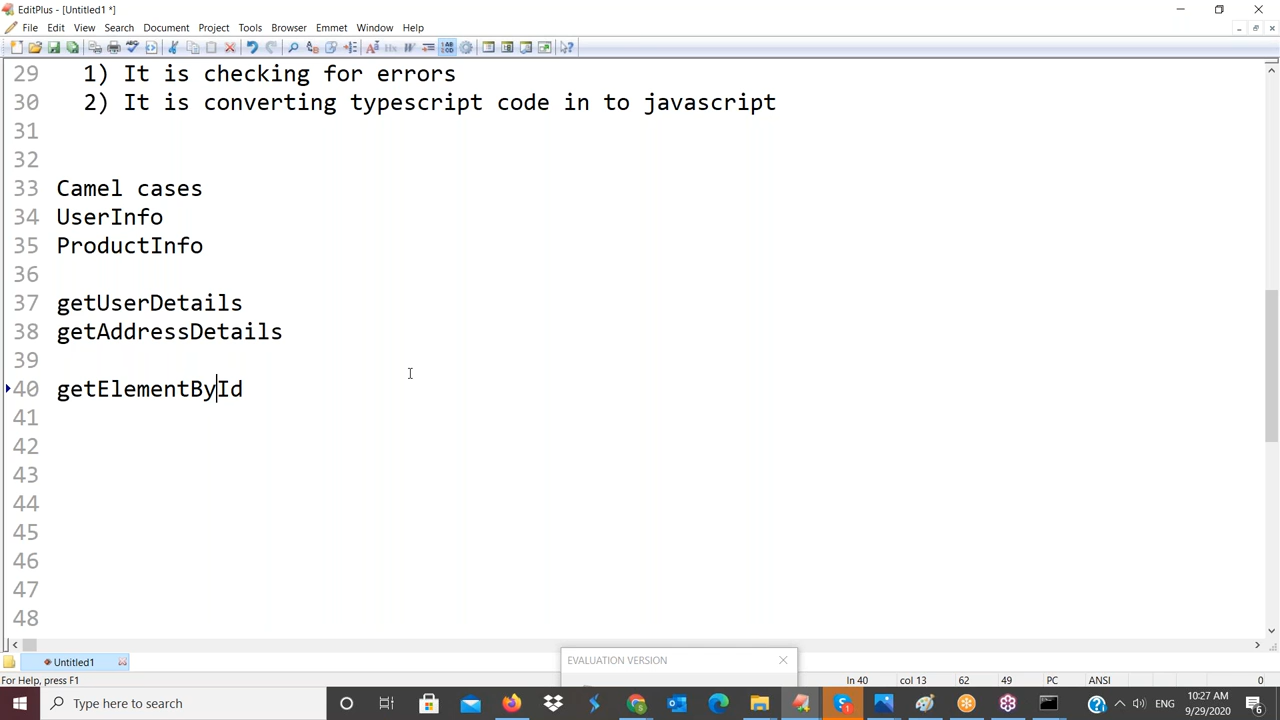 EditPlus - [Untitled1 *]
File Edit View Search Document Project Tools Browser Emmet Window Help
29 1) It is checking for errors
30 2) It is converting typescript code in to javascript
31
32
33 Camel cases
34 UserInfo
35 ProductInfo
36
37 getUserDetails
38 getAddressDetails
39
40 getElementById
41
42
43
44
45
46
47
48
Untitled1
EVALUATION VERSION
For Help, press F1 ln 40 col 13 62 49 PC ANSI 0
Type here to search
ENG
10:27 AM
9/29/2020
6